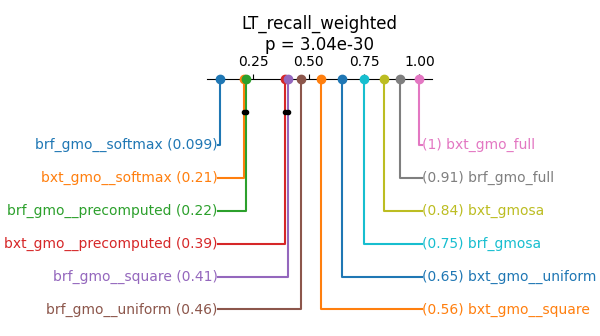 LT_recall_weighted
p = 3.04e-30
0.25 0.50 0.75 1.00
brf_gmo__softmax (0.099)
(1) bxt_gmo_full
bxt_gmo__softmax (0.21)
(0.91) brf_gmo_full
brf_gmo__precomputed (0.22)
(0.84) bxt_gmosa
bxt_gmo__precomputed (0.39)
(0.75) brf_gmosa
brf_gmo__square (0.41)
(0.65) bxt_gmo__uniform
brf_gmo__uniform (0.46)
(0.56) bxt_gmo__square